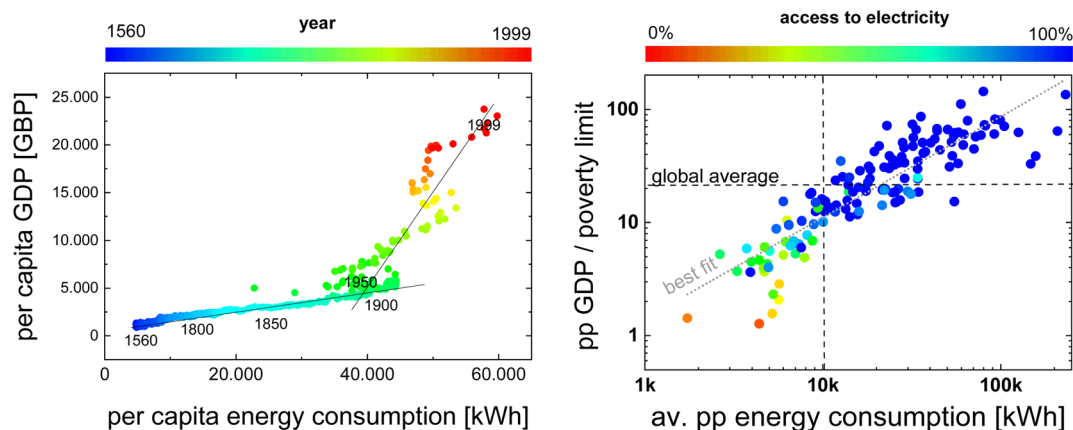 year
1560
1999
25.000
20.000
15.000
10.000
5.000
0
per capita GDP [GBP]
1999
1950
1900
1850
1800
1560
0
20.000
40.000
60.000
per capita energy consumption [kWh]
access to electricity
0%
100%
100
10
1
pp GDP / poverty limit
global average
best fit
1k
10k
100k
av. pp energy consumption [kWh]